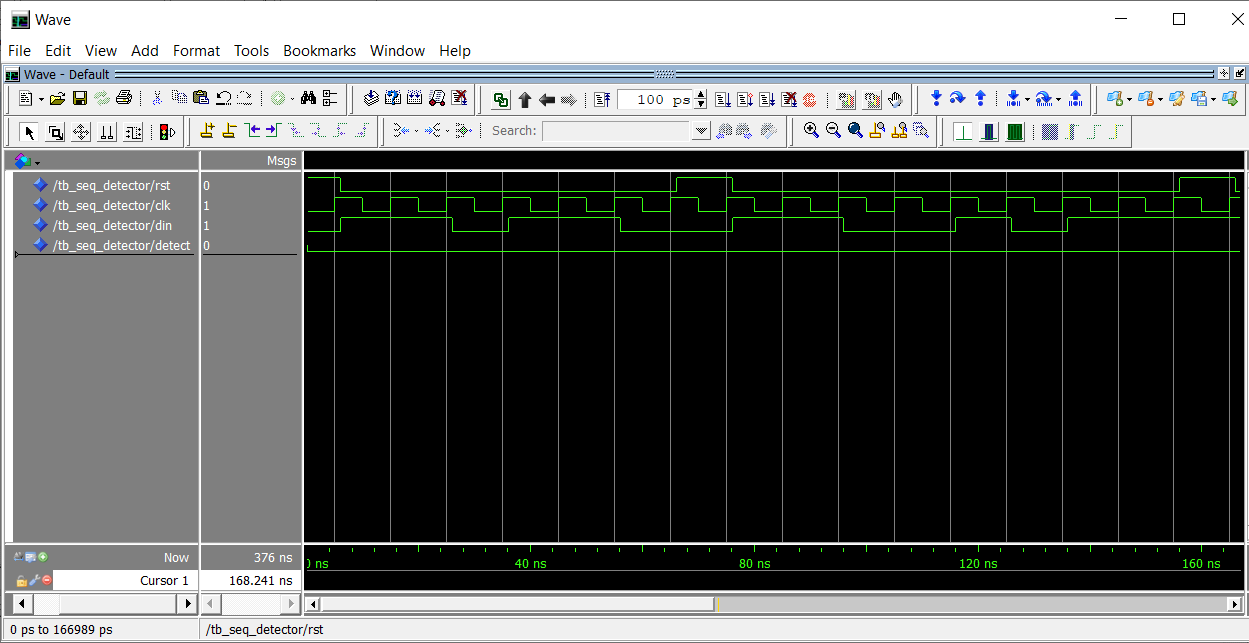 Wave
File Edit View Add Format Tools Bookmarks Window Help
Wave - Default
100 ps
Search:
Msgs
/tb_seq_detector/rst 0
/tb_seq_detector/clk 1
/tb_seq_detector/din 1
/tb_seq_detector/detect 0
Now 376 ns
0 ns 40 ns 80 ns 120 ns 160 ns
Cursor 1 168.241 ns
0 ps to 166989 ps /tb_seq_detector/rst